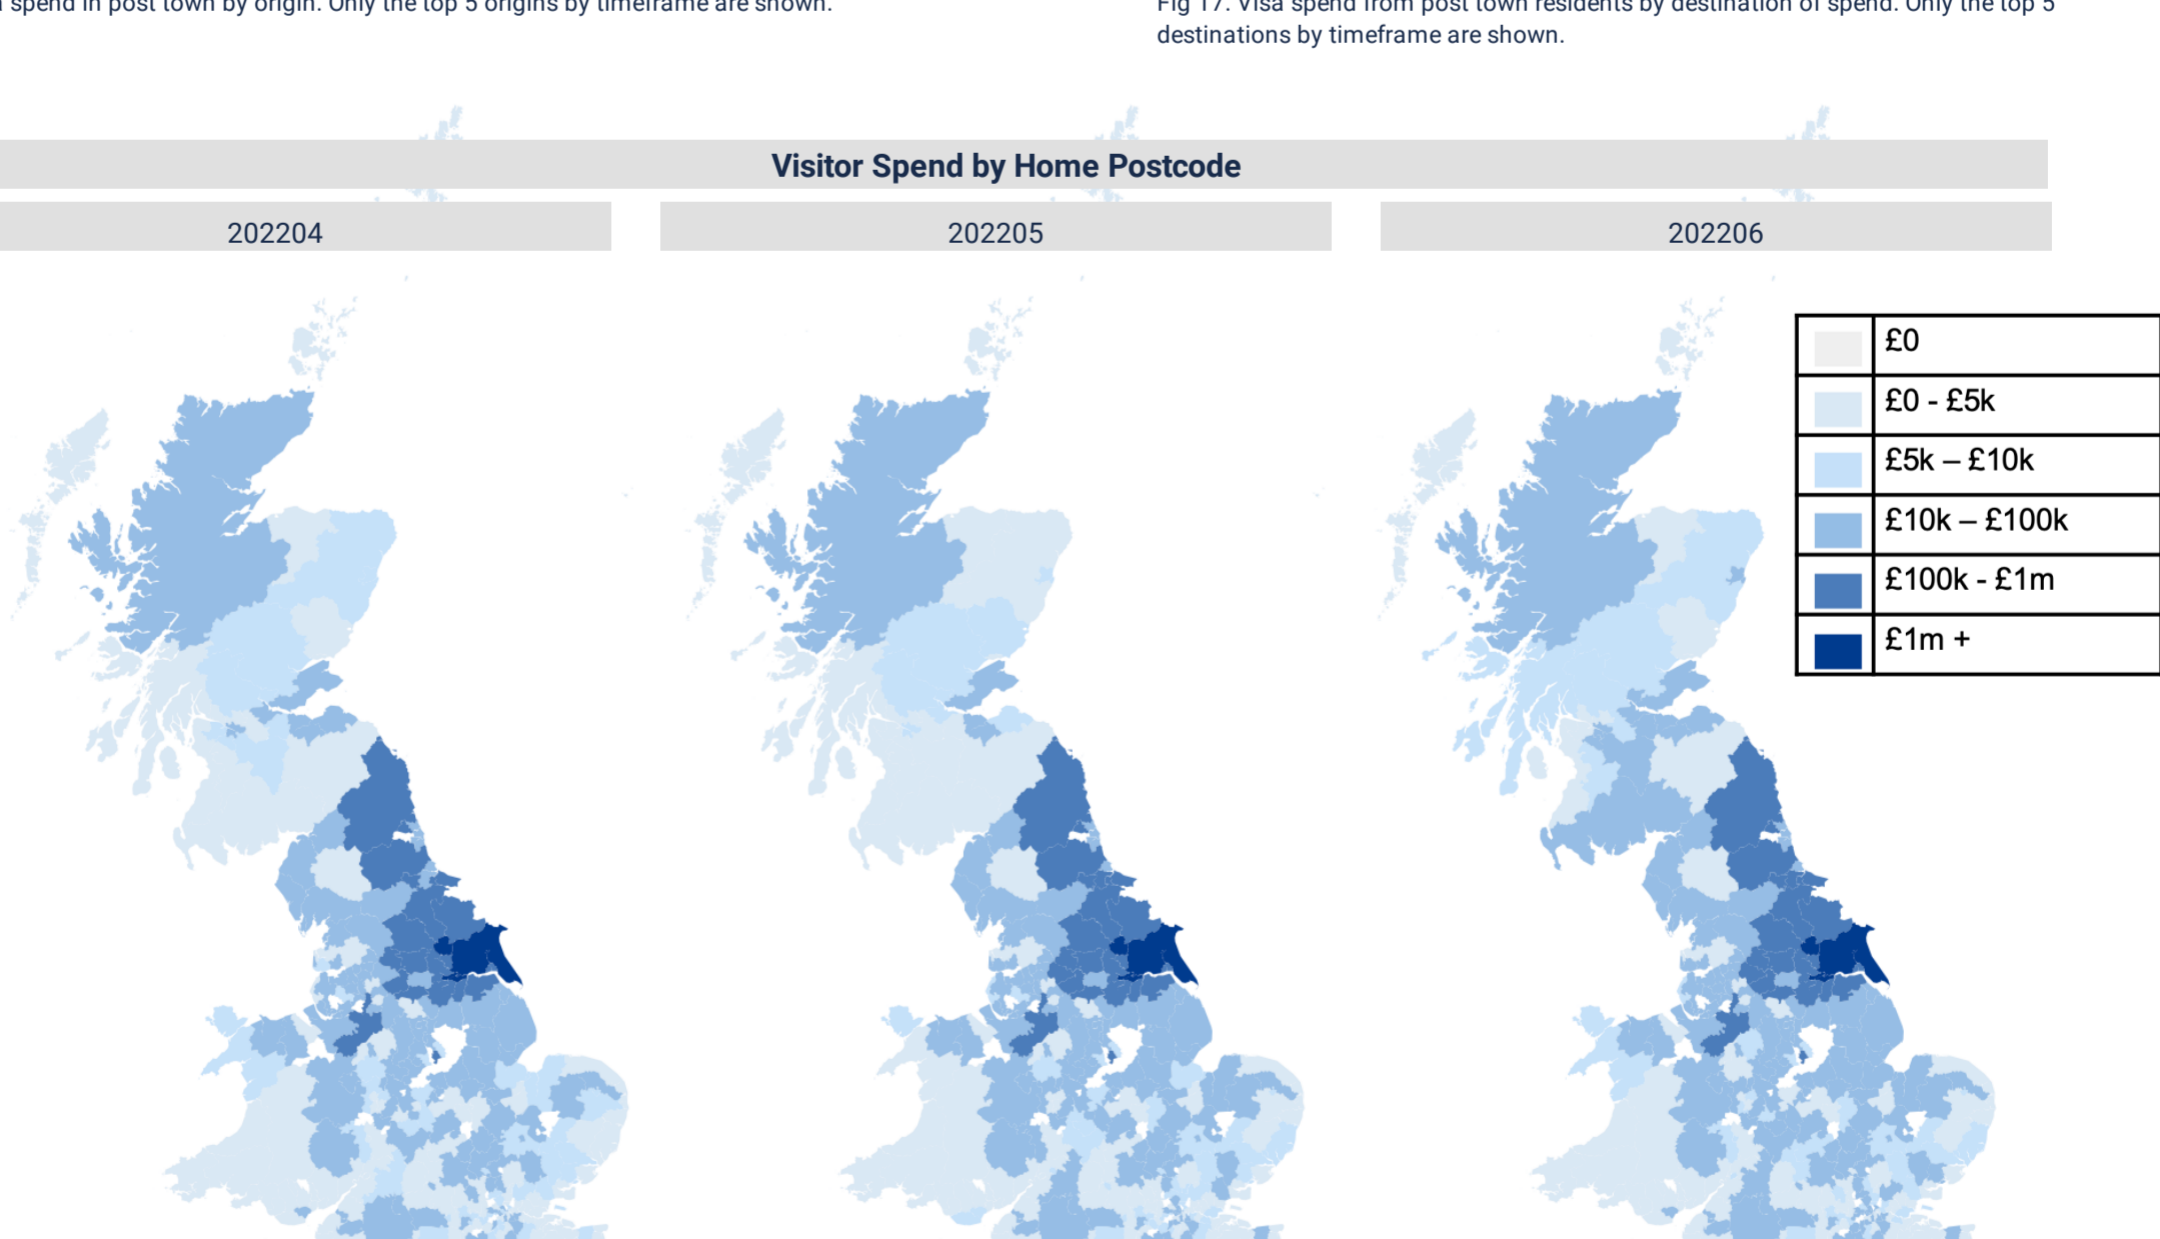 spend in post town by origin. Only the top 5 origins by timeframe are shown.
Fig 17. Visa spend from post town residents by destination of spend. Only the top 5
destinations by timeframe are shown.
Visitor Spend by Home Postcode
202204
202205
202206
£0
£0 - £5k
£5k – £10k
£10k – £100k
£100k - £1m
£1m +